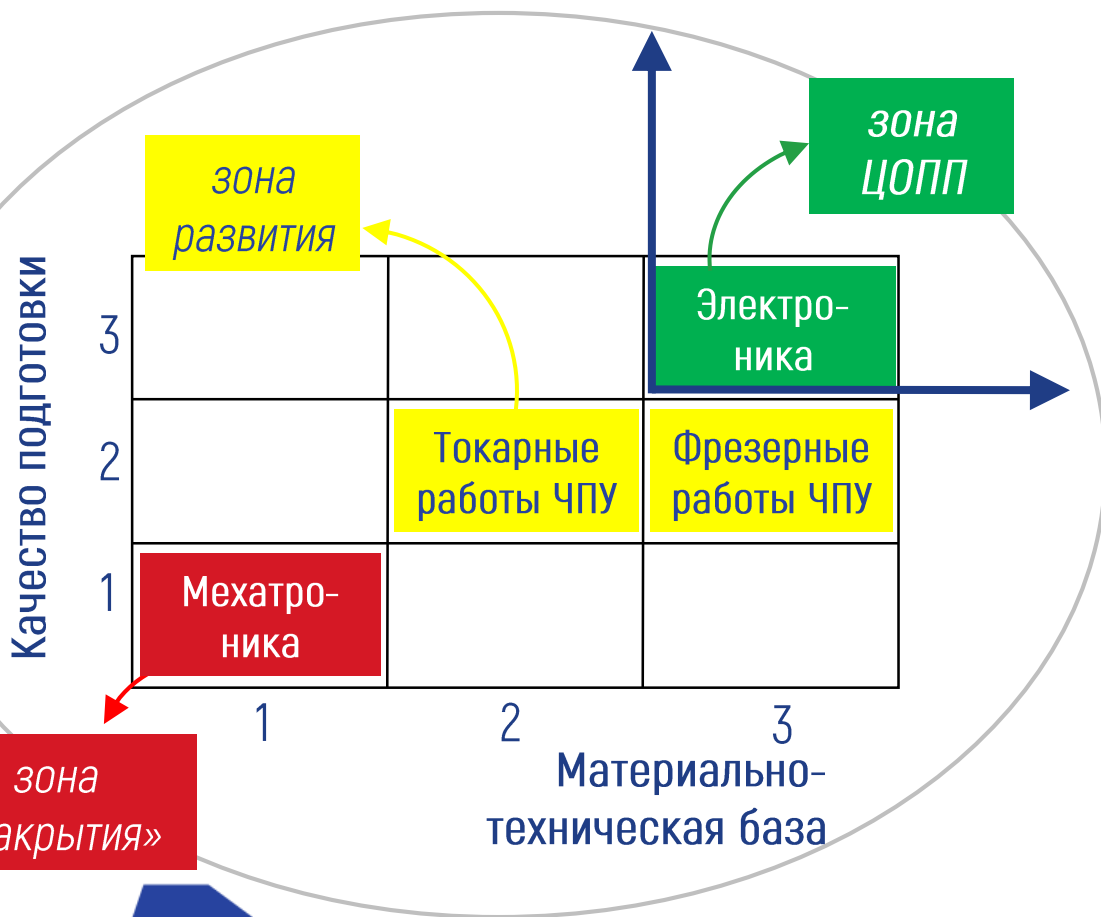 зона
ЦОПП
зона
развития
Качество подготовки
3
Электро-
ника
2
Токарные
работы ЧПУ
Фрезерные
работы ЧПУ
1
Мехатро-
ника
1
2
3
Материально-
техническая база
зона
акрытия»